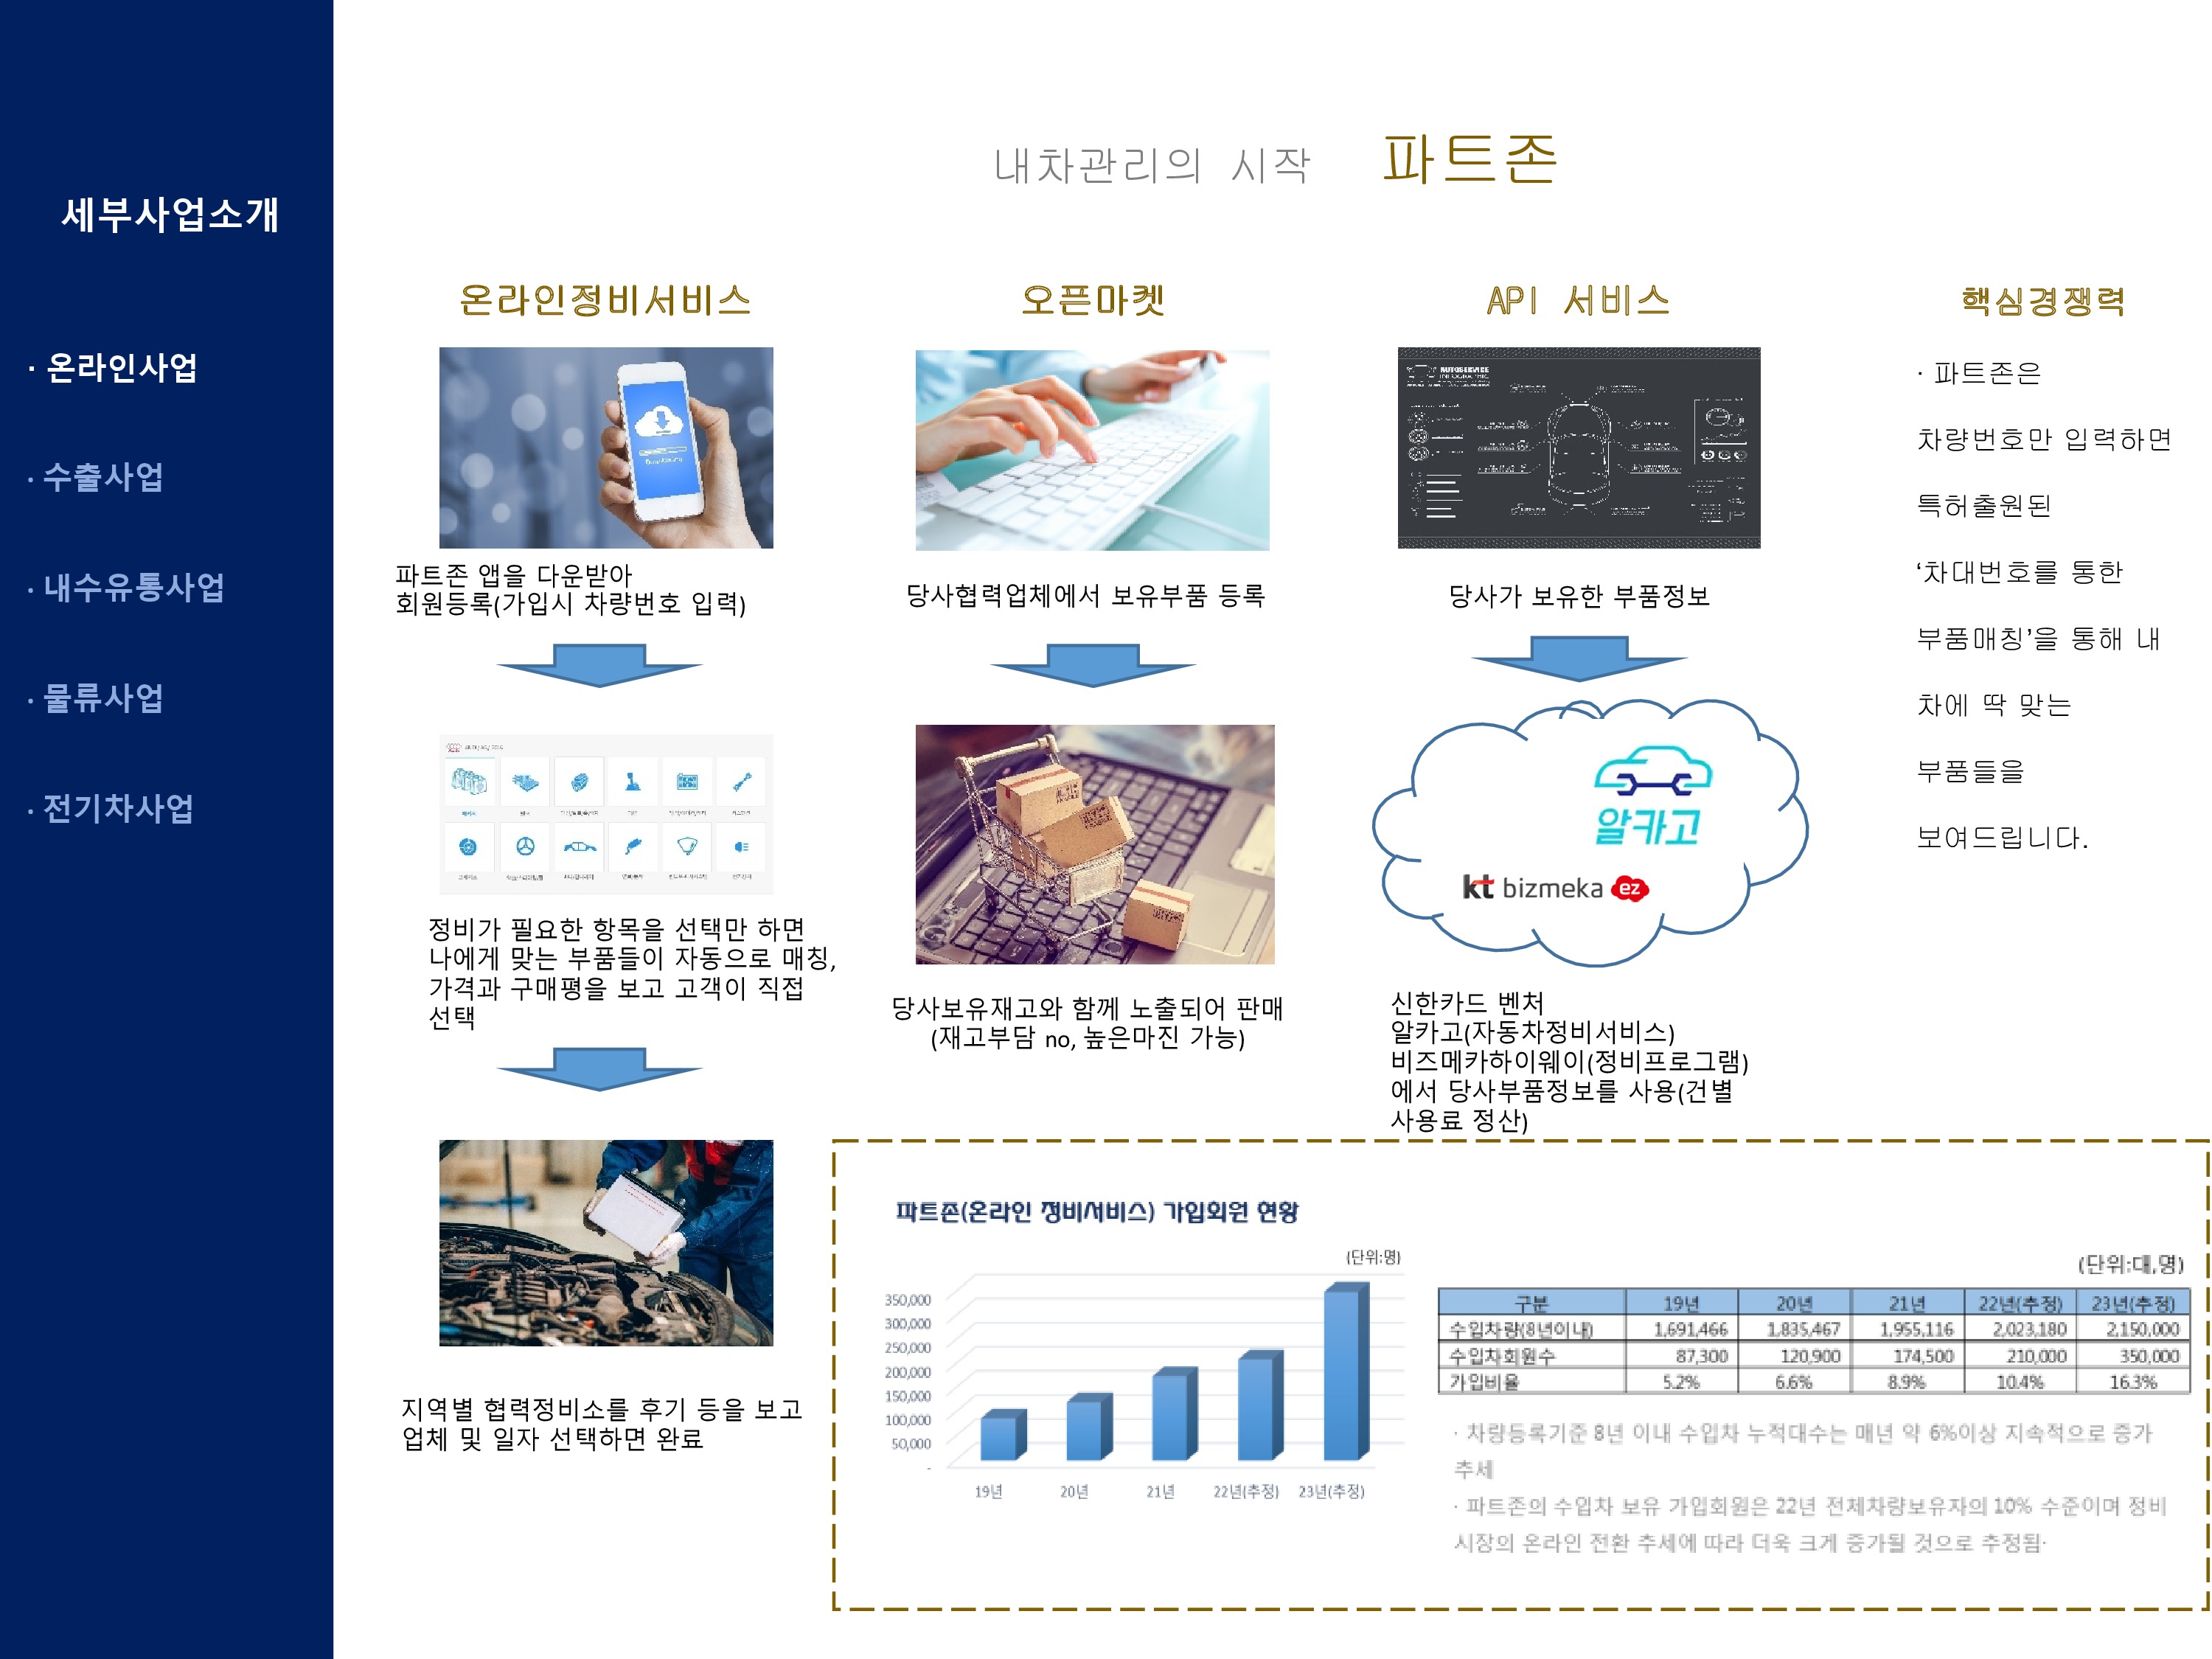 세부사업소개
· 온라인사업
· 수출사업
· 내수유통사업
· 물류사업
· 전기차사업
내차관리의 시작 파트존
온라인정비서비스
파트존 앱을 다운받아
회원등록(가입시 차량번호 입력)
정비가 필요한 항목을 선택만 하면
나에게 맞는 부품들이 자동으로 매칭,
가격과 구매평을 보고 고객이 직접
선택
지역별 협력정비소를 후기 등을 보고
업체 및 일자 선택하면 완료
오픈마켓
당사협력업체에서 보유부품 등록
당사보유재고와 함께 노출되어 판매
(재고부담 no, 높은마진 가능)
API 서비스
AUTOSERVICE
INFOGRAPHIC
당사가 보유한 부품정보
알카고
kt bizmeka ez
신한카드 벤처
알카고(자동차정비서비스)
비즈메카하이웨이(정비프로그램)
에서 당사부품정보를 사용(건별
사용료 정산)
핵심경쟁력
· 파트존은
차량번호만 입력하면
특허출원된
‘차대번호를 통한
부품매칭’을 통해 내
차에 딱 맞는
부품들을
보여드립니다.
파트존(온라인 정비서비스) 가입회원 현황
(단위:명)
350,000
300,000
250,000
200,000
150,000
100,000
50,000
-
19년 20년 21년 22년(추정) 23년(추정)
(단위:대,명)
구분 19년 20년 21년 22년(추정) 23년(추정)
수입차량(8년이내) 1,691,466 1,835,467 1,955,116 2,023,180 2,150,000
수입차회원수 87,300 120,900 174,500 210,000 350,000
가입비율 5.2% 6.6% 8.9% 10.4% 16.3%
· 차량등록기준 8년 이내 수입차 누적대수는 매년 약 6%이상 지속적으로 증가
추세
· 파트존의 수입차 보유 가입회원은 22년 전체차량보유자의 10% 수준이며 정비
시장의 온라인 전환 추세에 따라 더욱 크게 증가될 것으로 추정됨·